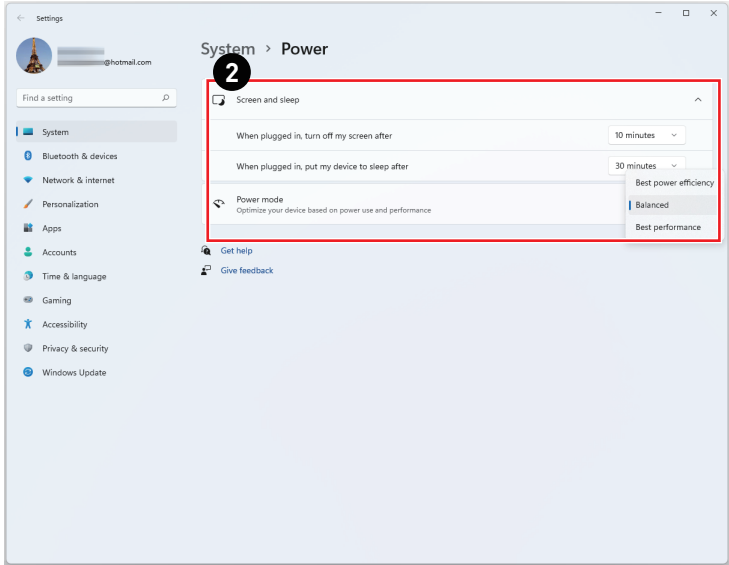 Settings
@hotmail.com
System > Power
2
Find a setting
Screen and sleep
System
When plugged in, turn off my screen after 10 minutes
Bluetooth & devices
When plugged in, put my device to sleep after 30 minutes
Network & internet
Best power efficiency
Personalization
Power mode
Balanced
Optimize your device based on power use and performance
Apps
Best performance
Accounts
Get help
Time & language
Give feedback
Gaming
Accessibility
Privacy & security
Windows Update